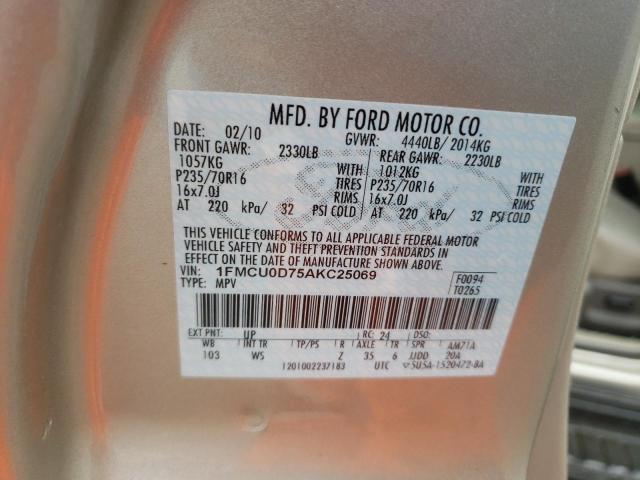 MFD. BY FORD MOTOR CO.
DATE: 02/10 GVWR: 4440LB/ 2014KG
FRONT GAWR: 2330LB REAR GAWR: 2230LB
1057KG WITH 1012KG WITH
P235/70R16 TIRES P235/70R16 TIRES
16x7.0J RIMS 16x7.0J RIMS
AT 220 kPa/ 32 PSI COLD AT 220 kPa/ 32 PSI COLD
THIS VEHICLE CONFORMS TO ALL APPLICABLE FEDERAL MOTOR
VEHICLE SAFETY AND THEFT PREVENTION STANDARDS IN
EFFECT ON THE DATE OF MANUFACTURE SHOWN ABOVE.
VIN: 1FMCU0D75AKC25069 F0094
TYPE: MPV T0265
EXT PNT: UP RC: 24 DSO:
WB INT TR TP/PS R AXLE TR SPR AM71A
103 WS Z 35 6 JJDD 20A
1201002237183 UTC SU5A-1520472-BA